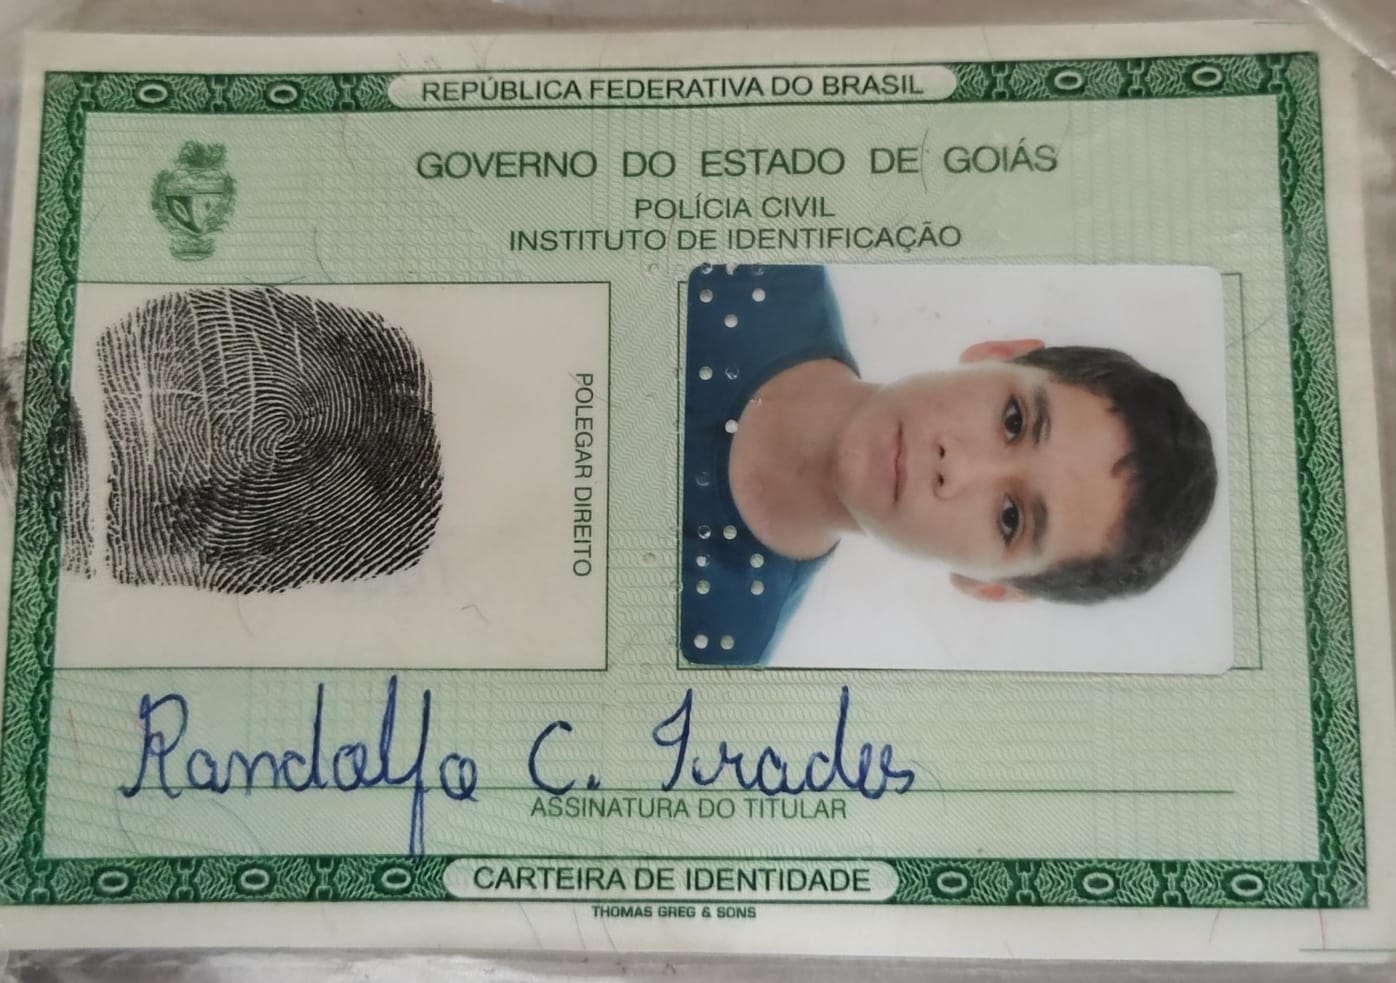 REPÚBLICA FEDERATIVA DO BRASIL
GOVERNO DO ESTADO DE GOIÁS
POLÍCIA CIVIL
INSTITUTO DE IDENTIFICAÇÃO
POLEGAR DIREITO
Randolfo C.
ASSINATURA DO TITULAR
CARTEIRA DE IDENTIDADE
THOMAS GREG & SONS